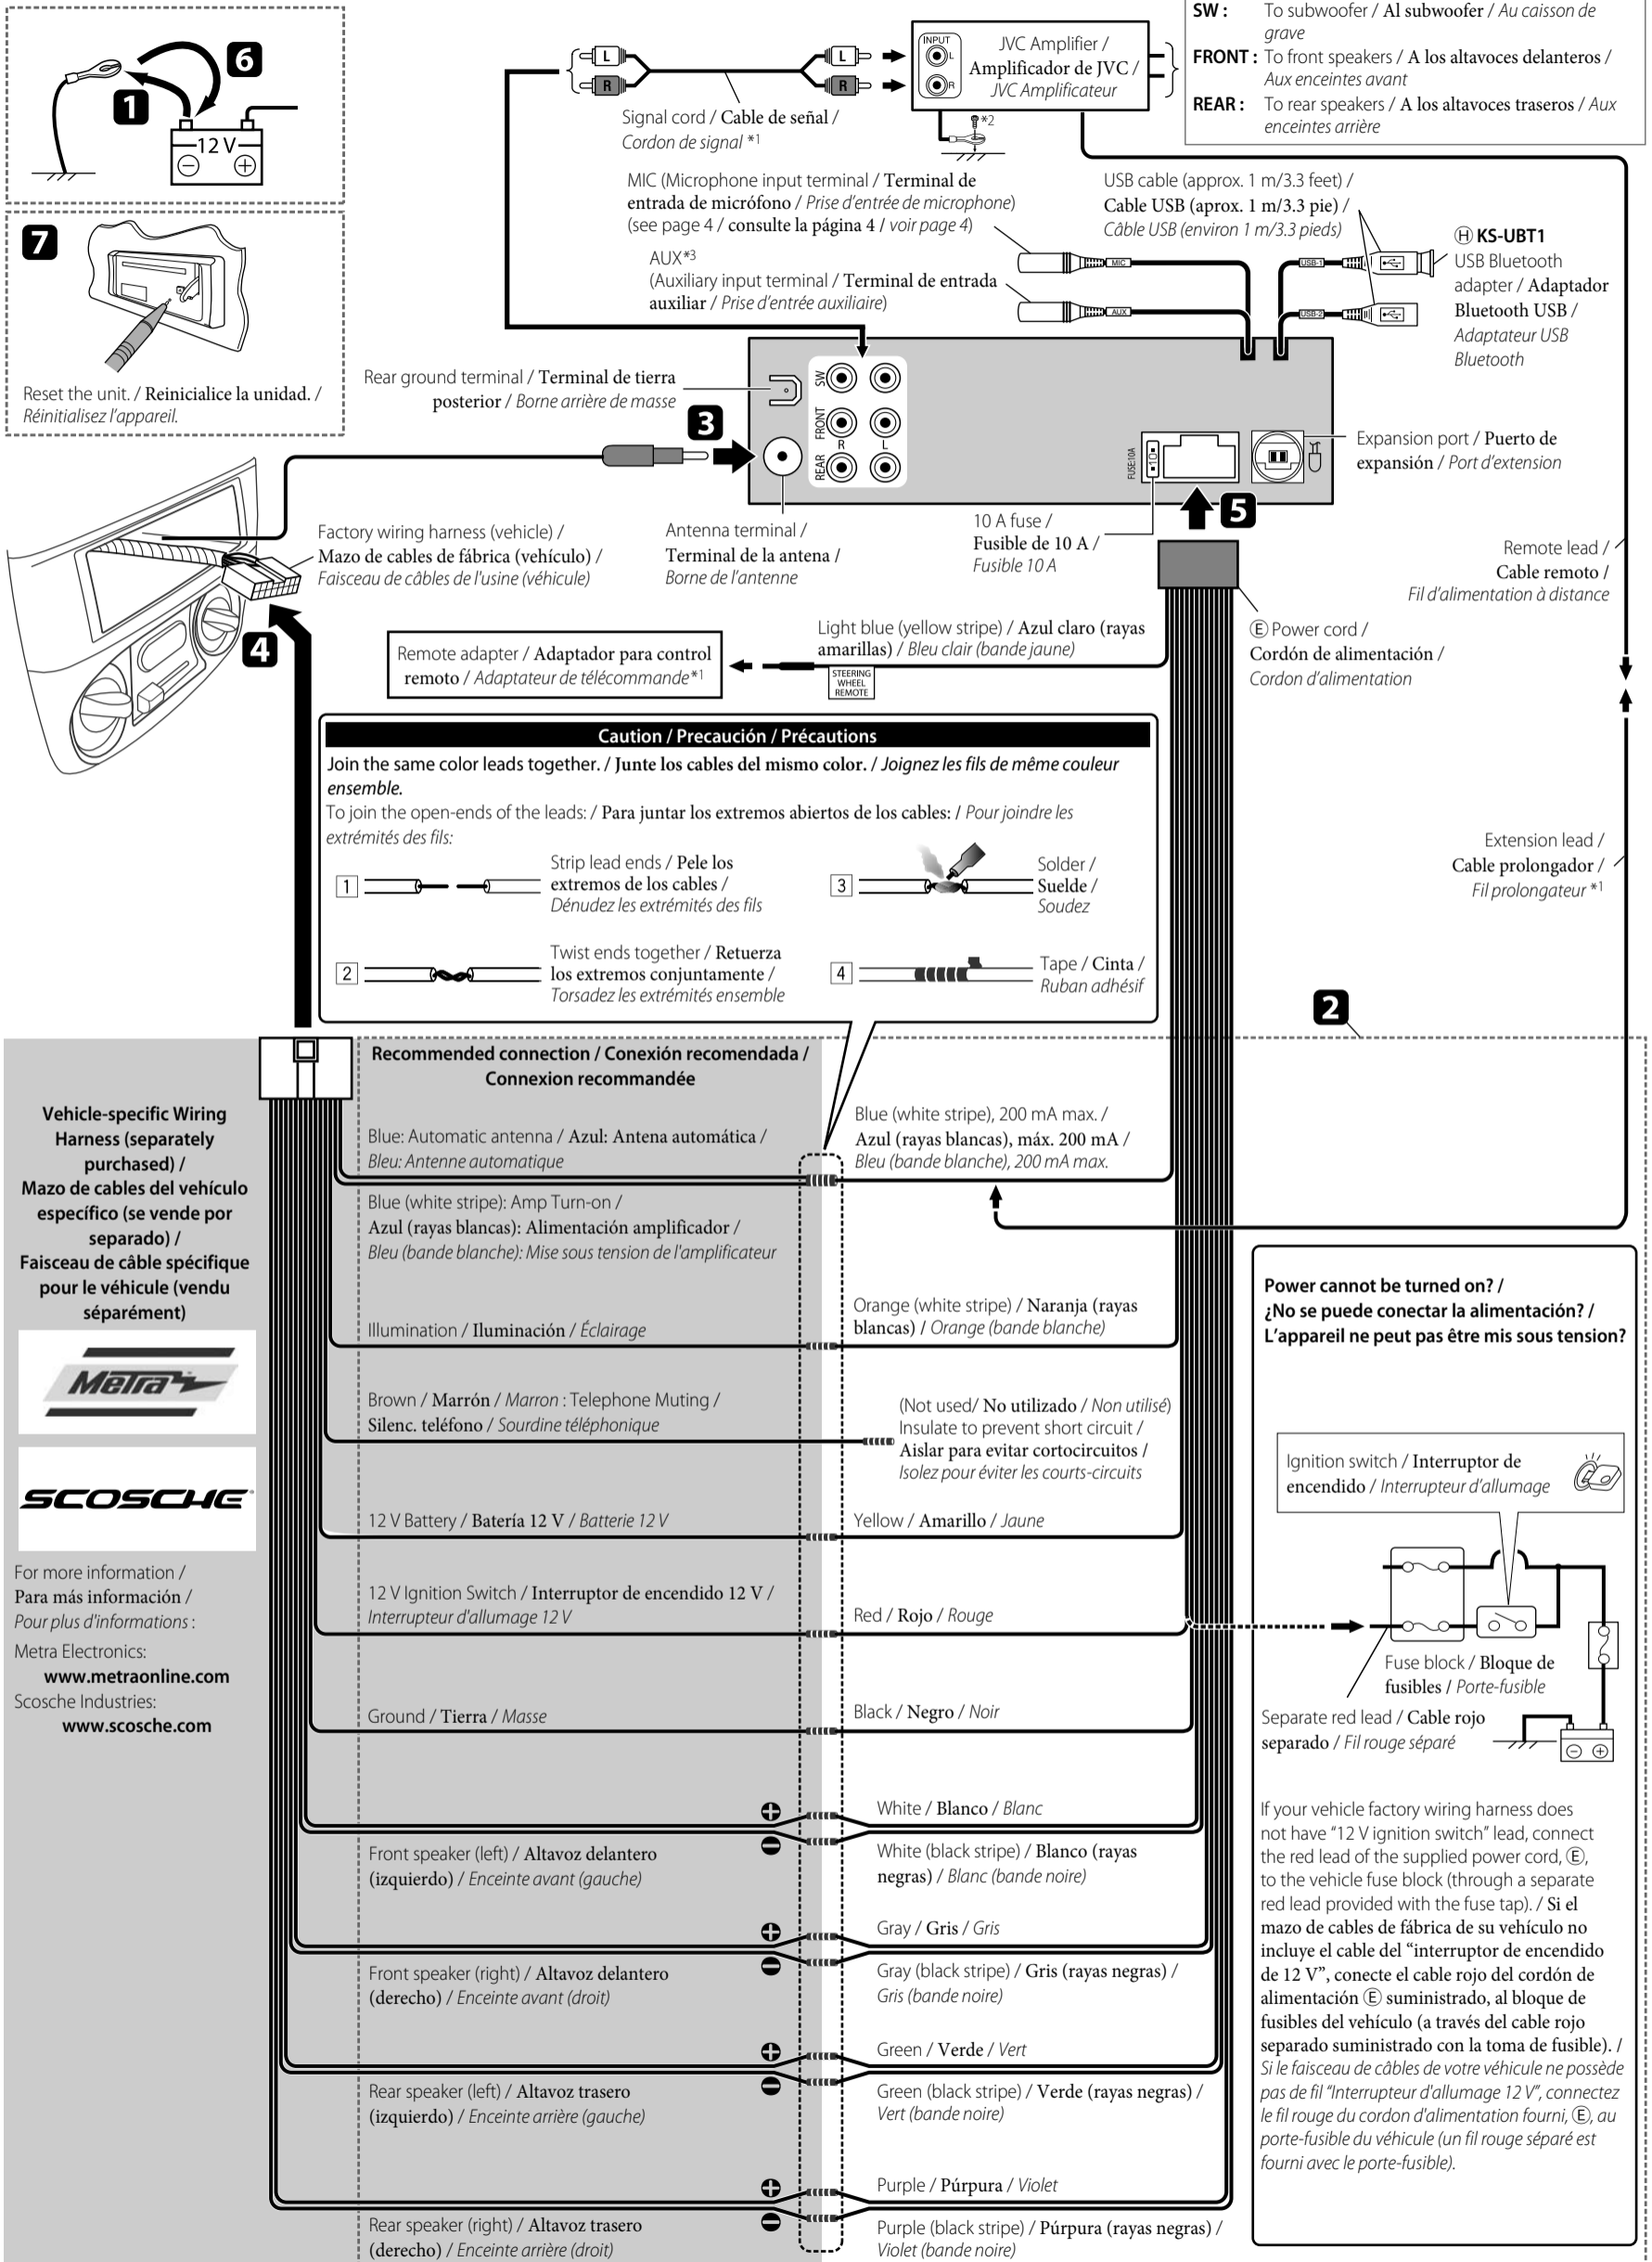 6
1
12 V
7
Reset the unit. / Reinicialice la unidad. /
Réinitialisez l'appareil.
L
R
L
R
Signal cord / Cable de señal /
Cordon de signal *1
INPUT
L
R
JVC Amplifier /
Amplificador de JVC /
JVC Amplificateur
*2
SW : To subwoofer / Al subwoofer / Au caisson de
grave
FRONT : To front speakers / A los altavoces delanteros /
Aux enceintes avant
REAR : To rear speakers / A los altavoces traseros / Aux
enceintes arrière
MIC (Microphone input terminal / Terminal de
entrada de micrófono / Prise d'entrée de microphone)
(see page 4 / consulte la página 4 / voir page 4)
AUX*3
(Auxiliary input terminal / Terminal de entrada
auxiliar / Prise d'entrée auxiliaire)
MIC
AUX
USB cable (approx. 1 m/3.3 feet) /
Cable USB (aprox. 1 m/3.3 pie) /
Câble USB (environ 1 m/3.3 pieds)
USB-1
USB-2
Ⓗ KS-UBT1
USB Bluetooth
adapter / Adaptador
Bluetooth USB /
Adaptateur USB
Bluetooth
Rear ground terminal / Terminal de tierra
posterior / Borne arrière de masse
3
SW
FRONT
R
L
REAR
FUSE:10A
10
Expansion port / Puerto de
expansión / Port d'extension
Factory wiring harness (vehicle) /
Mazo de cables de fábrica (vehículo) /
Faisceau de câbles de l'usine (véhicule)
Antenna terminal /
Terminal de la antena /
Borne de l'antenne
10 A fuse /
Fusible de 10 A /
Fusible 10 A
5
Remote lead /
Cable remoto /
Fil d'alimentation à distance
4
Remote adapter / Adaptador para control
remoto / Adaptateur de télécommande*1
Light blue (yellow stripe) / Azul claro (rayas
amarillas) / Bleu clair (bande jaune)
STEERING
WHEEL
REMOTE
Ⓔ Power cord /
Cordón de alimentación /
Cordon d'alimentation
Caution / Precaución / Précautions
Join the same color leads together. / Junte los cables del mismo color. / Joignez les fils de même couleur
ensemble.
To join the open-ends of the leads: / Para juntar los extremos abiertos de los cables: / Pour joindre les
extrémités des fils:
1
Strip lead ends / Pele los
extremos de los cables /
Dénudez les extrémités des fils
3
Solder /
Suelde /
Soudez
2
Twist ends together / Retuerza
los extremos conjuntamente /
Torsadez les extrémités ensemble
4
Tape / Cinta /
Ruban adhésif
Extension lead /
Cable prolongador /
Fil prolongateur *1
2
Vehicle-specific Wiring
Harness (separately
purchased) /
Mazo de cables del vehículo
específico (se vende por
separado) /
Faisceau de câble spécifique
pour le véhicule (vendu
séparément)
Metra
SCOSCHE
For more information /
Para más información /
Pour plus d'informations :
Metra Electronics:
www.metraonline.com
Scosche Industries:
www.scosche.com
Recommended connection / Conexión recomendada /
Connexion recommandée
Blue: Automatic antenna / Azul: Antena automática /
Bleu: Antenne automatique
Blue (white stripe), 200 mA max. /
Azul (rayas blancas), máx. 200 mA /
Bleu (bande blanche), 200 mA max.
Blue (white stripe): Amp Turn-on /
Azul (rayas blancas): Alimentación amplificador /
Bleu (bande blanche): Mise sous tension de l'amplificateur
Illumination / Iluminación / Éclairage
Orange (white stripe) / Naranja (rayas
blancas) / Orange (bande blanche)
Brown / Marrón / Marron : Telephone Muting /
Silenc. teléfono / Sourdine téléphonique
(Not used/ No utilizado / Non utilisé)
Insulate to prevent short circuit /
Aislar para evitar cortocircuitos /
Isolez pour éviter les courts-circuits
12 V Battery / Batería 12 V / Batterie 12 V
Yellow / Amarillo / Jaune
12 V Ignition Switch / Interruptor de encendido 12 V /
Interrupteur d'allumage 12 V
Red / Rojo / Rouge
Ground / Tierra / Masse
Black / Negro / Noir
White / Blanco / Blanc
Front speaker (left) / Altavoz delantero
(izquierdo) / Enceinte avant (gauche)
White (black stripe) / Blanco (rayas
negras) / Blanc (bande noire)
Gray / Gris / Gris
Front speaker (right) / Altavoz delantero
(derecho) / Enceinte avant (droit)
Gray (black stripe) / Gris (rayas negras) /
Gris (bande noire)
Green / Verde / Vert
Rear speaker (left) / Altavoz trasero
(izquierdo) / Enceinte arrière (gauche)
Green (black stripe) / Verde (rayas negras) /
Vert (bande noire)
Purple / Púrpura / Violet
Rear speaker (right) / Altavoz trasero
(derecho) / Enceinte arrière (droit)
Purple (black stripe) / Púrpura (rayas negras) /
Violet (bande noire)
Power cannot be turned on? /
¿No se puede conectar la alimentación? /
L'appareil ne peut pas être mis sous tension?
Ignition switch / Interruptor de
encendido / Interrupteur d'allumage
Fuse block / Bloque de
fusibles / Porte-fusible
Separate red lead / Cable rojo
separado / Fil rouge séparé
If your vehicle factory wiring harness does
not have “12 V ignition switch” lead, connect
the red lead of the supplied power cord, Ⓔ,
to the vehicle fuse block (through a separate
red lead provided with the fuse tap). / Si el
mazo de cables de fábrica de su vehículo no
incluye el cable del “interruptor de encendido
de 12 V”, conecte el cable rojo del cordón de
alimentación Ⓔ suministrado, al bloque de
fusibles del vehículo (a través del cable rojo
separado suministrado con la toma de fusible). /
Si le faisceau de câbles de votre véhicule ne possède
pas de fil “Interrupteur d'allumage 12 V”, connectez
le fil rouge du cordon d'alimentation fourni, Ⓔ, au
porte-fusible du véhicule (un fil rouge séparé est
fourni avec le porte-fusible).